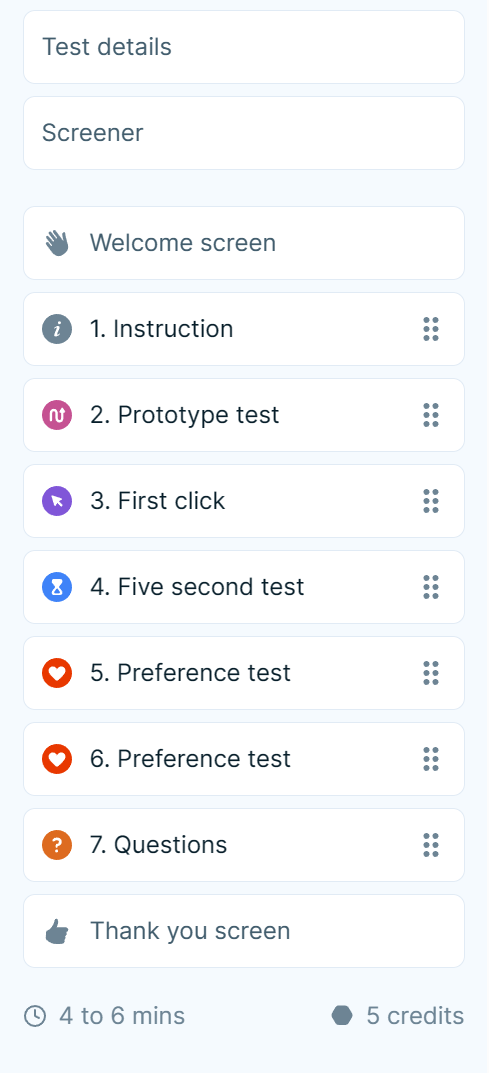 Test details
Screener
Welcome screen
1. Instruction
2. Prototype test
3. First click
4. Five second test
5. Preference test
6. Preference test
7. Questions
Thank you screen
4 to 6 mins 5 credits